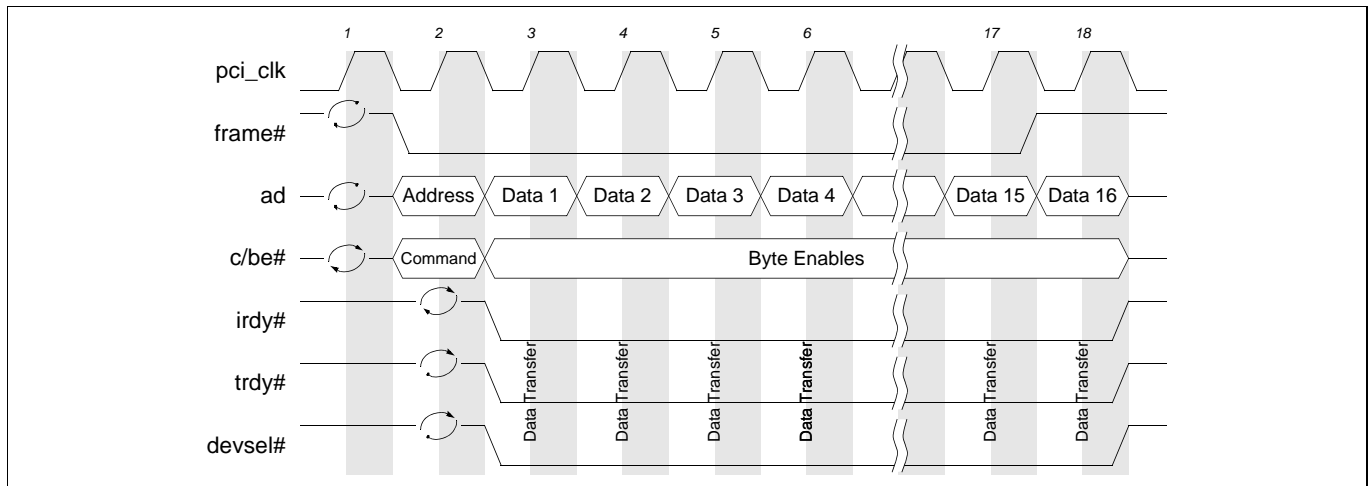 1 2 3 4 5 6 17 18
pci_clk
frame#
ad Address Data 1 Data 2 Data 3 Data 4 Data 15 Data 16
c/be# Command Byte Enables
irdy#
trdy#
devsel#
Data Transfer
Data Transfer
Data Transfer
Data Transfer
Data Transfer
Data Transfer